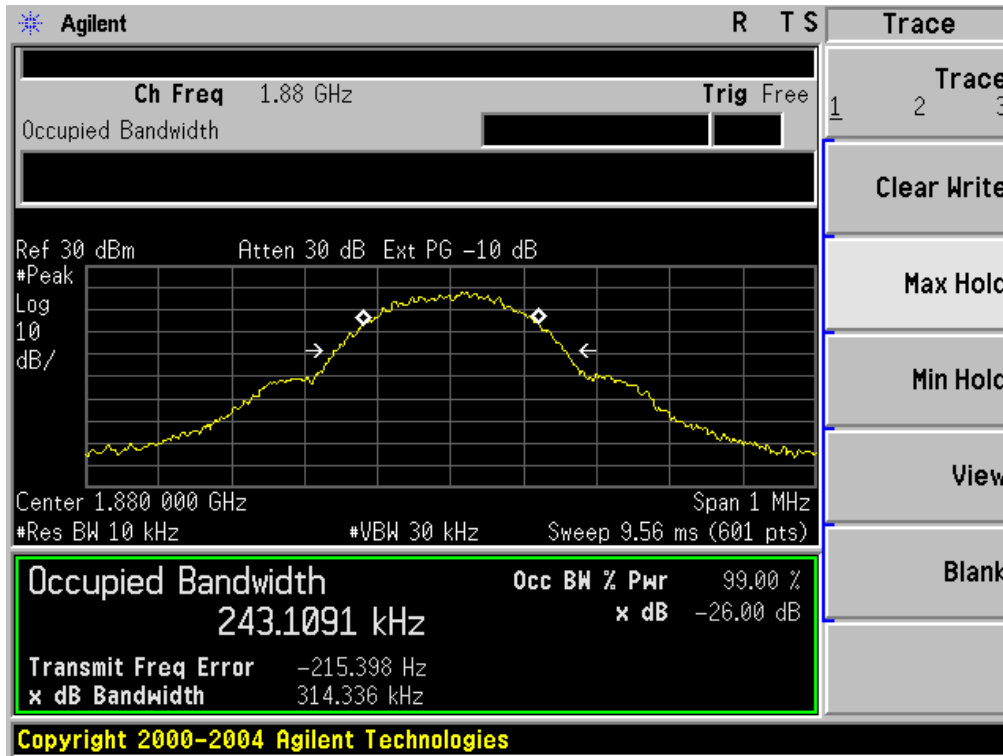 Agilent R T S Trace
Ch Freq 1.88 GHz Trig Free
Occupied Bandwidth
Trace
1 2 3
Clear Write
Max Hold
Min Hold
View
Blank
Ref 30 dBm Atten 30 dB Ext PG -10 dB
#Peak
Log
10
dB/
Center 1.880 000 GHz Span 1 MHz
#Res BW 10 kHz #VBW 30 kHz Sweep 9.56 ms (601 pts)
Occupied Bandwidth Occ BW % Pwr 99.00 %
243.1091 kHz x dB -26.00 dB
Transmit Freq Error -215.398 Hz
x dB Bandwidth 314.336 kHz
Copyright 2000-2004 Agilent Technologies